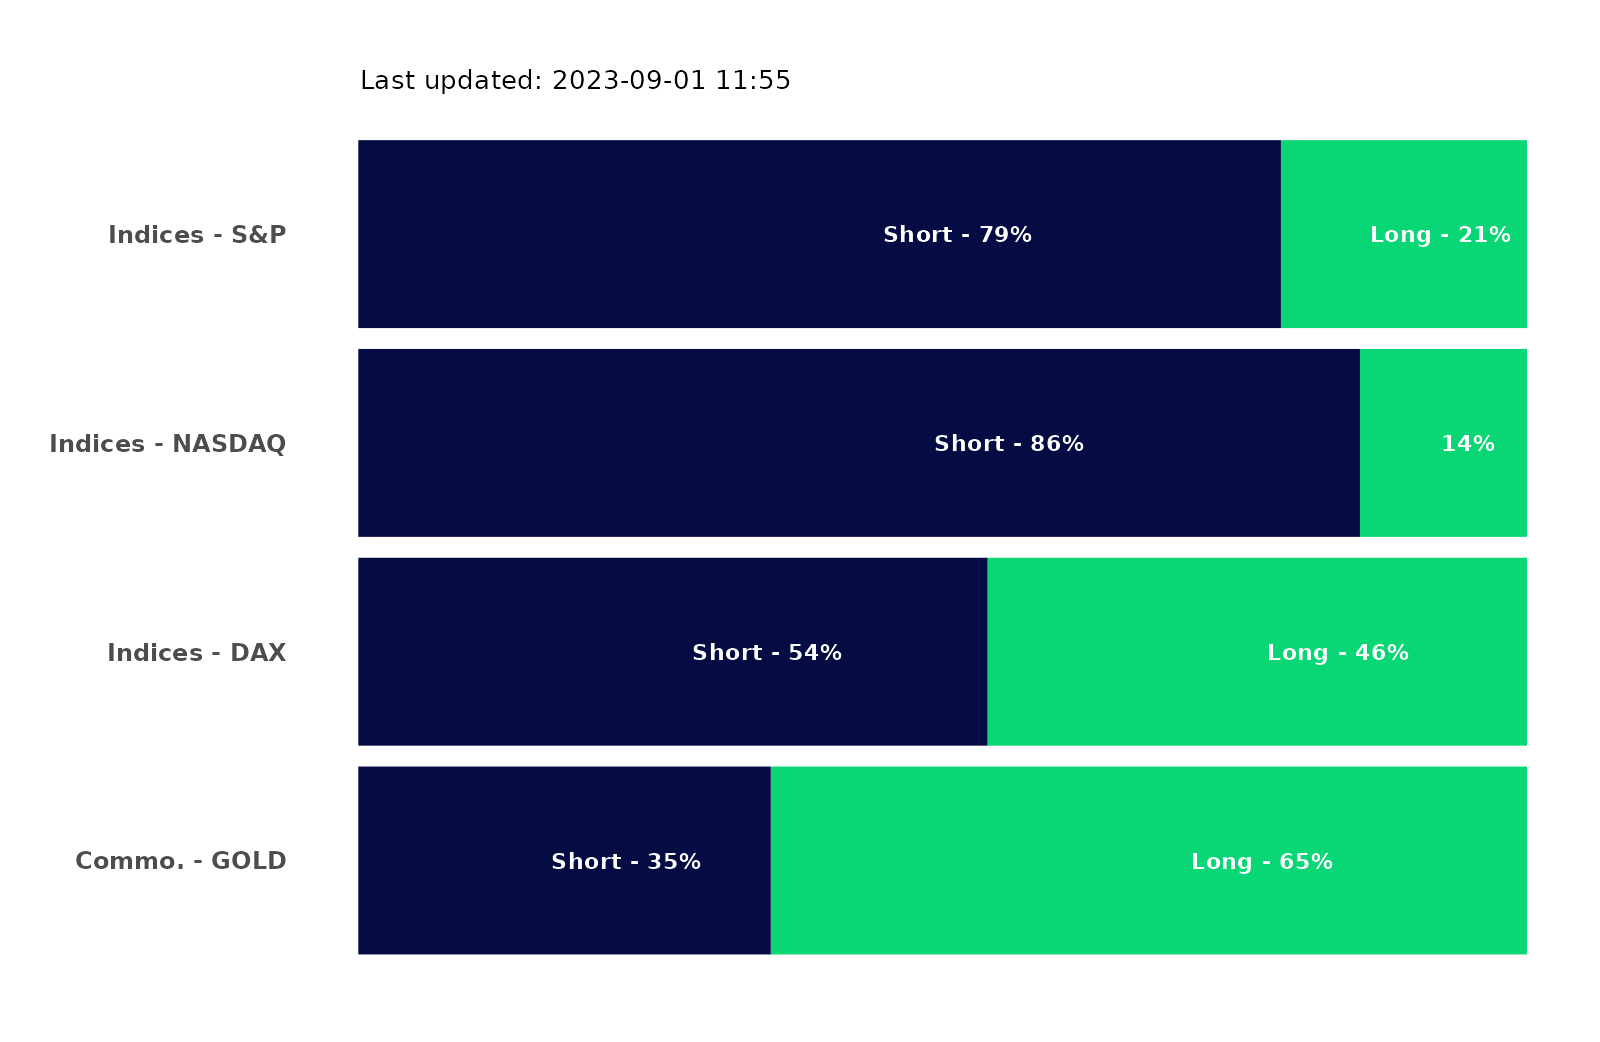 Last updated: 2023-09-01 11:55
Indices - S&P
Short - 79%
Long - 21%
Indices - NASDAQ
Short - 86%
14%
Indices - DAX
Short - 54%
Long - 46%
Commo. - GOLD
Short - 35%
Long - 65%